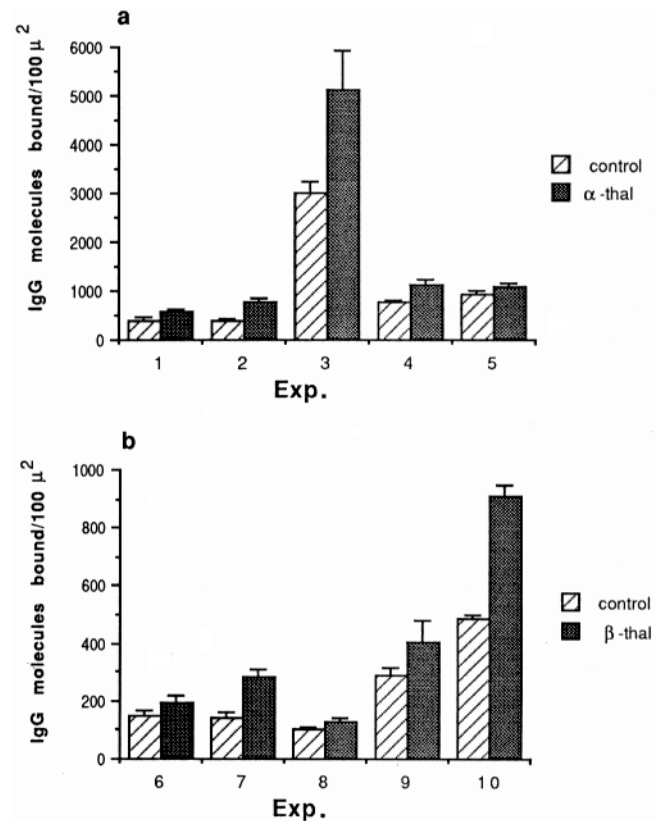 a
IgG molecules bound/100 μ²
6000
5000
4000
3000
2000
1000
0
1 2 3 4 5
Exp.
control
α-thal
b
IgG molecules bound/100 μ²
1000
800
600
400
200
0
6 7 8 9 10
Exp.
control
β-thal